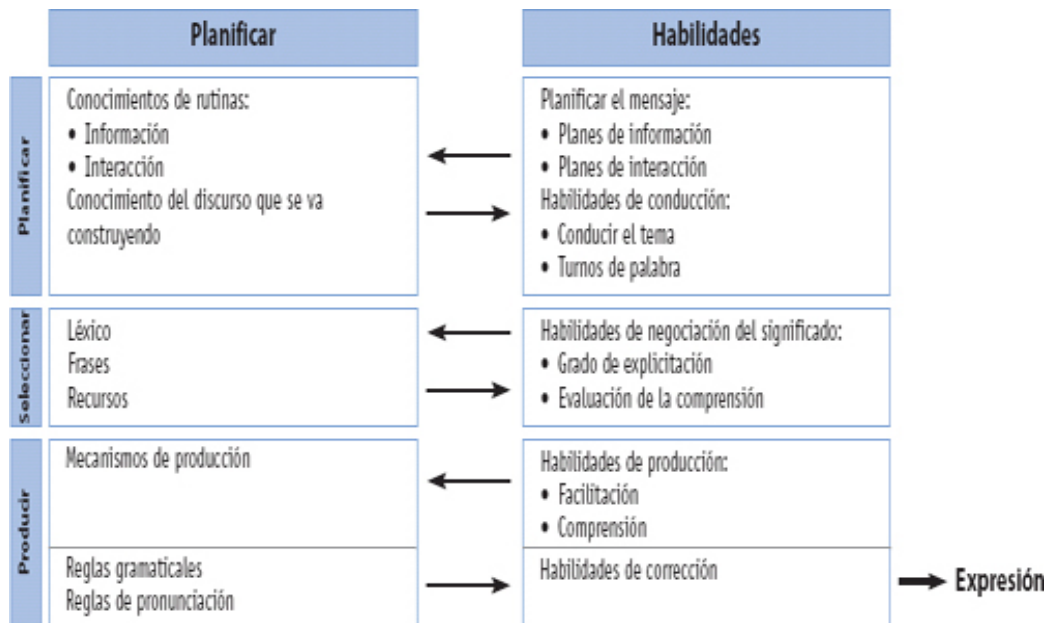 Planificar
Habilidades
Planificar
Conocimientos de rutinas:
• Información
• Interacción
Conocimiento del discurso que se va
construyendo
Planificar el mensaje:
• Planes de información
• Planes de interacción
Habilidades de conducción:
• Conducir el tema
• Turnos de palabra
Seleccionar
Léxico
Frases
Recursos
Habilidades de negociación del significado:
• Grado de explicitación
• Evaluación de la comprensión
Producir
Mecanismos de producción
Habilidades de producción:
• Facilitación
• Comprensión
Reglas gramaticales
Reglas de pronunciación
Habilidades de corrección
Expresión